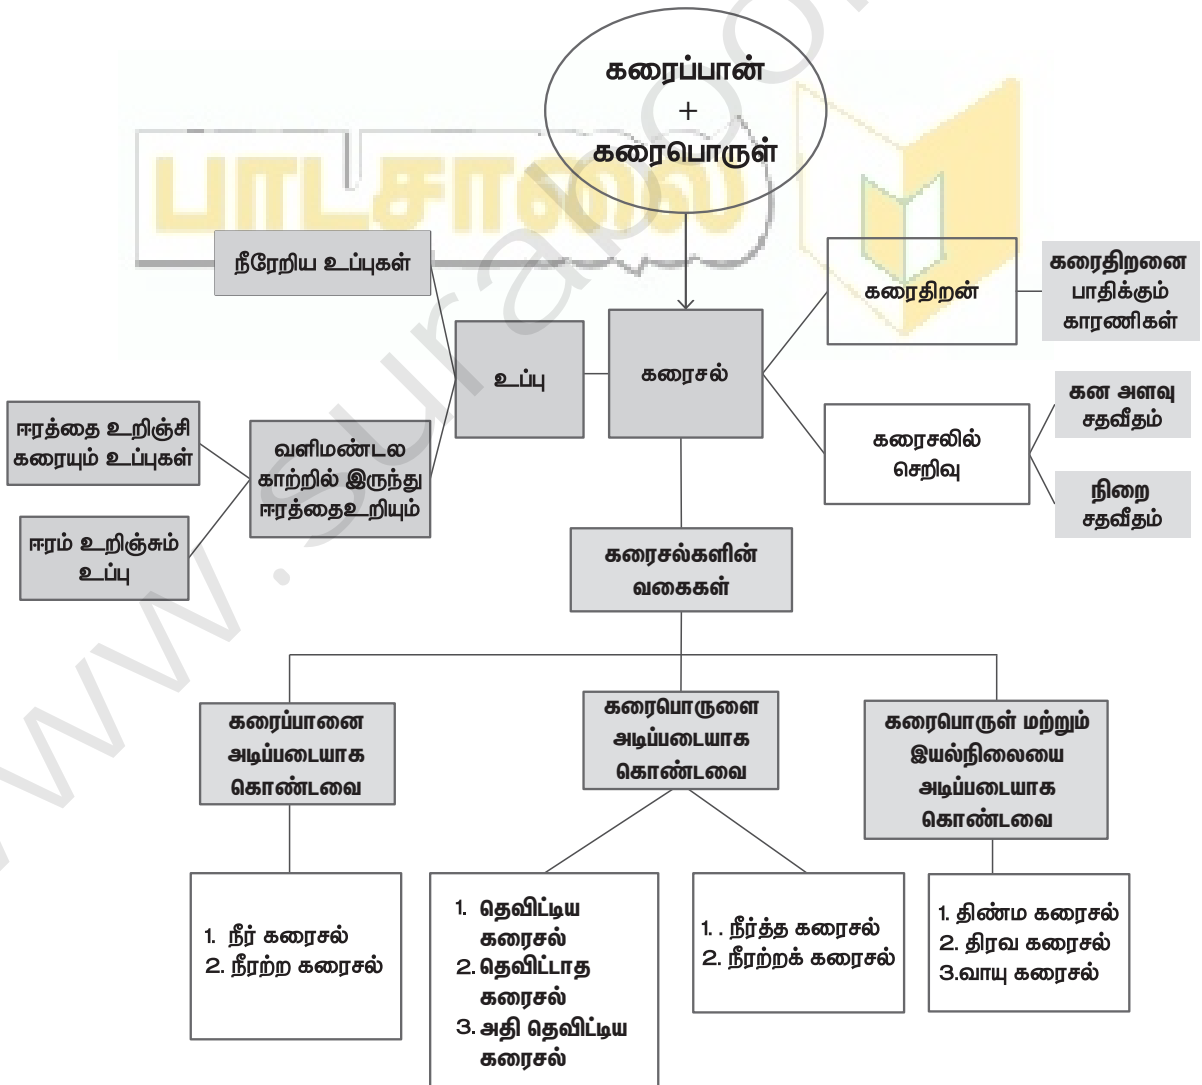 கரைப்பான்
+
கரைபொருள்
பாடசாலை
நீரேறிய உப்புகள்
உப்பு
கரைசல்
கரைதிறன்
கரைதிறனை
பாதிக்கும்
காரணிகள்
ஈரத்தை உறிஞ்சி
கரையும் உப்புகள்
வளிமண்டல
காற்றில் இருந்து
ஈரத்தைஉறியும்
ஈரம் உறிஞ்சும்
உப்பு
கரைசலில்
செறிவு
கன அளவு
சதவீதம்
நிறை
சதவீதம்
கரைசல்களின்
வகைகள்
கரைப்பானை
அடிப்படையாக
கொண்டவை
கரைபொருளை
அடிப்படையாக
கொண்டவை
கரைபொருள் மற்றும்
இயல்நிலையை
அடிப்படையாக
கொண்டவை
1. நீர் கரைசல்
2. நீரற்ற கரைசல்
1. தெவிட்டிய
கரைசல்
2. தெவிட்டாத
கரைசல்
3. அதி தெவிட்டிய
கரைசல்
1. . நீர்த்த கரைசல்
2. நீரற்றக் கரைசல்
1. திண்ம கரைசல்
2. திரவ கரைசல்
3.வாயு கரைசல்